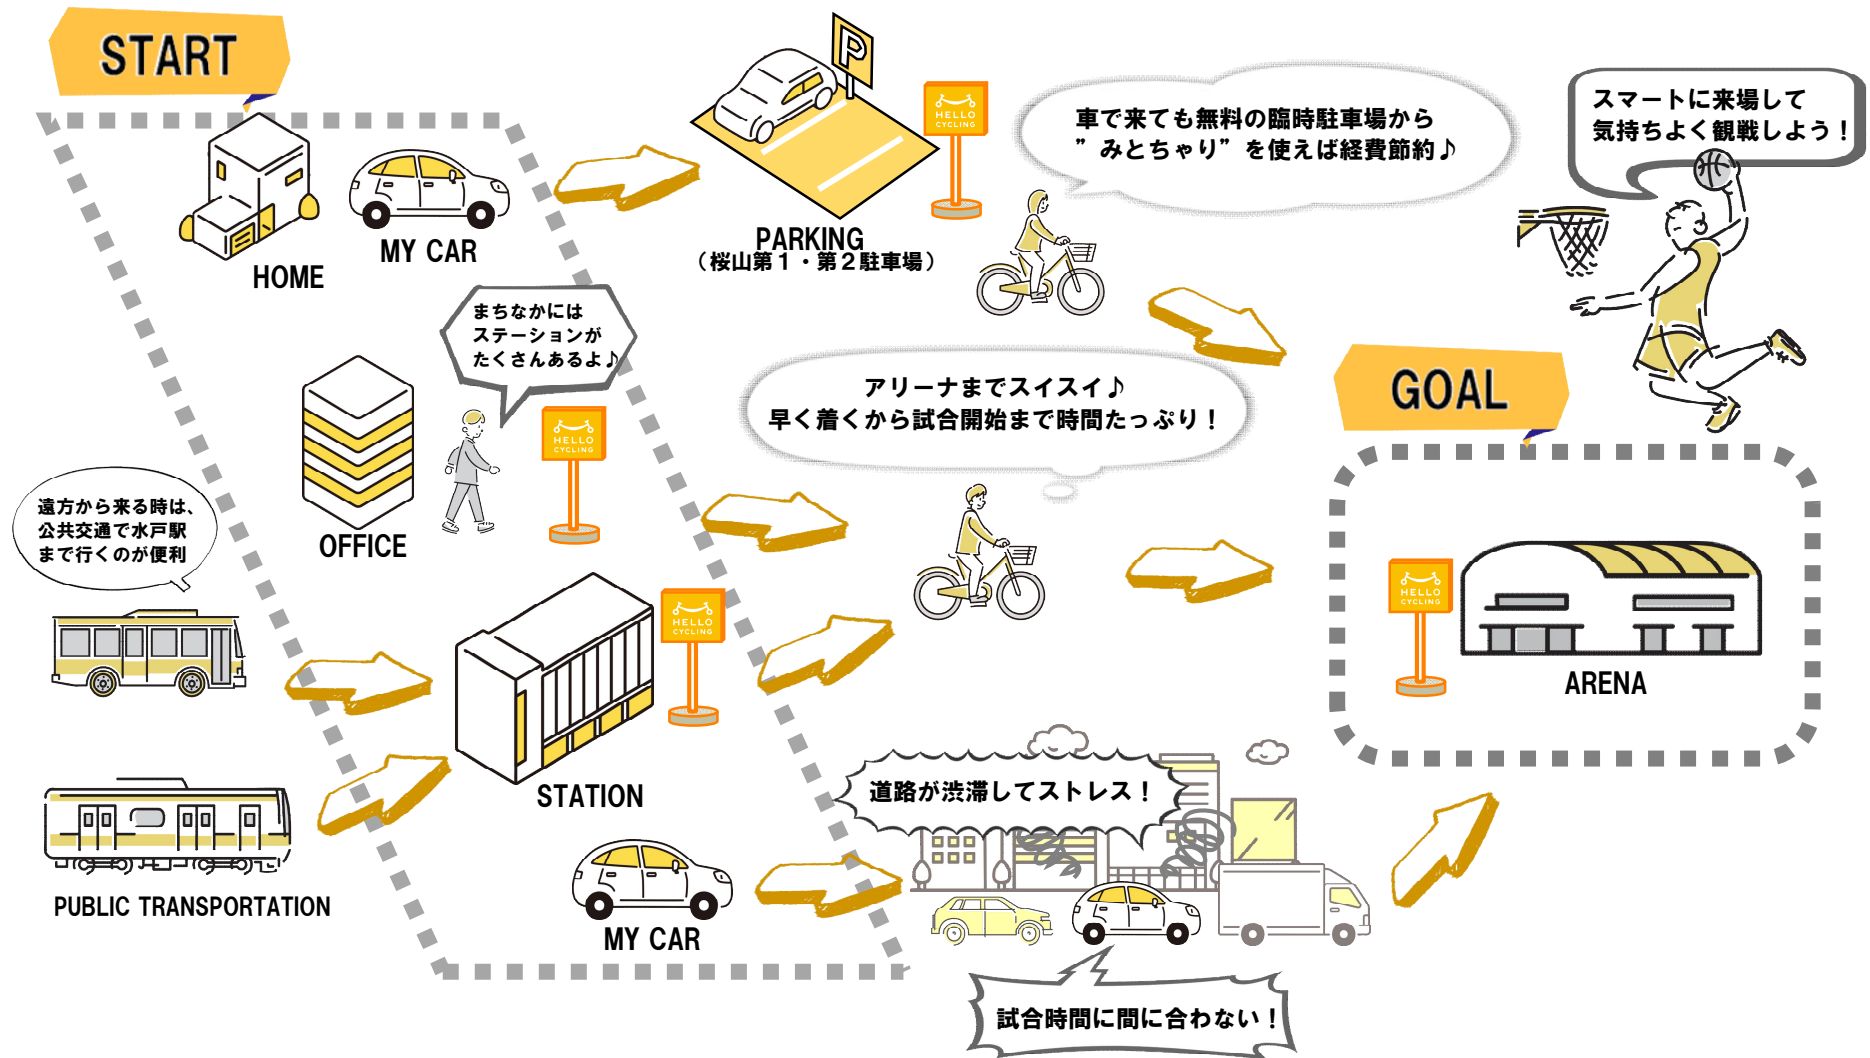 START
P
HELLO
CYCLING
車で来ても無料の臨時駐車場から
”みとちゃり”を使えば経費節約♪
スマートに来場して
気持ちよく観戦しよう！
HOME
MY CAR
PARKING
（桜山第１・第２駐車場）
まちなかには
ステーションが
たくさんあるよ♪
アリーナまでスイスイ♪
早く着くから試合開始まで時間たっぷり！
GOAL
HELLO
CYCLING
OFFICE
遠方から来る時は、
公共交通で水戸駅
まで行くのが便利
HELLO
CYCLING
HELLO
CYCLING
ARENA
STATION
道路が渋滞してストレス！
PUBLIC TRANSPORTATION
MY CAR
試合時間に間に合わない！